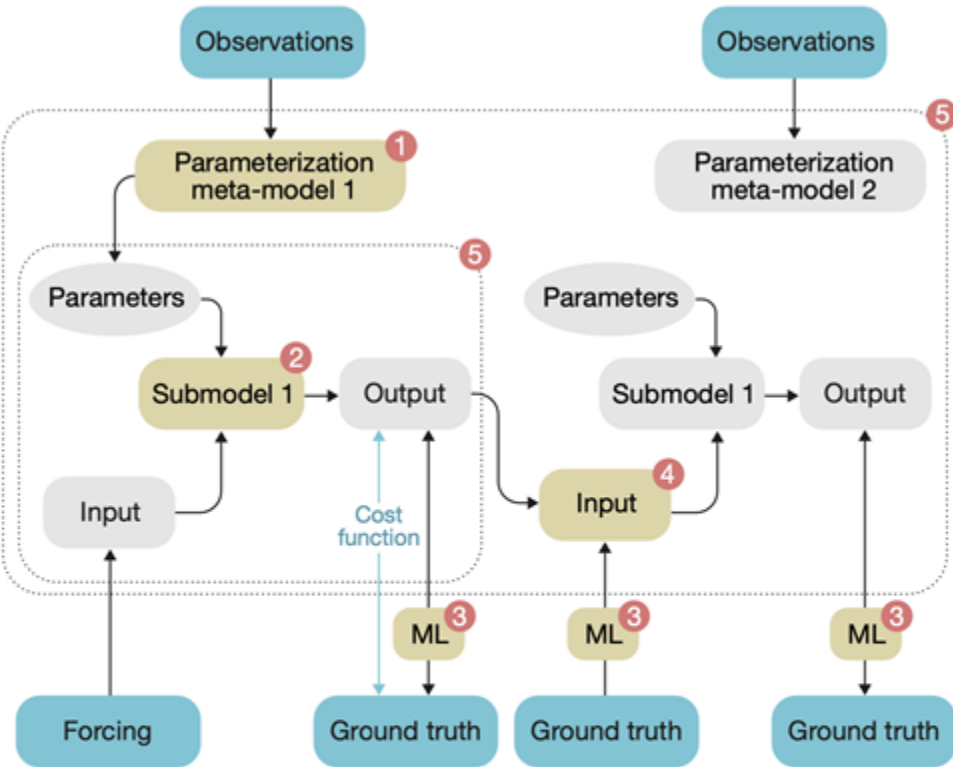 Observations
Observations
5
1
Parameterization
meta-model 1
Parameterization
meta-model 2
5
Parameters
Parameters
2
Submodel 1
Output
Submodel 1
Output
4
Input
Input
Cost
function
3
ML
3
ML
3
ML
Forcing
Ground truth
Ground truth
Ground truth